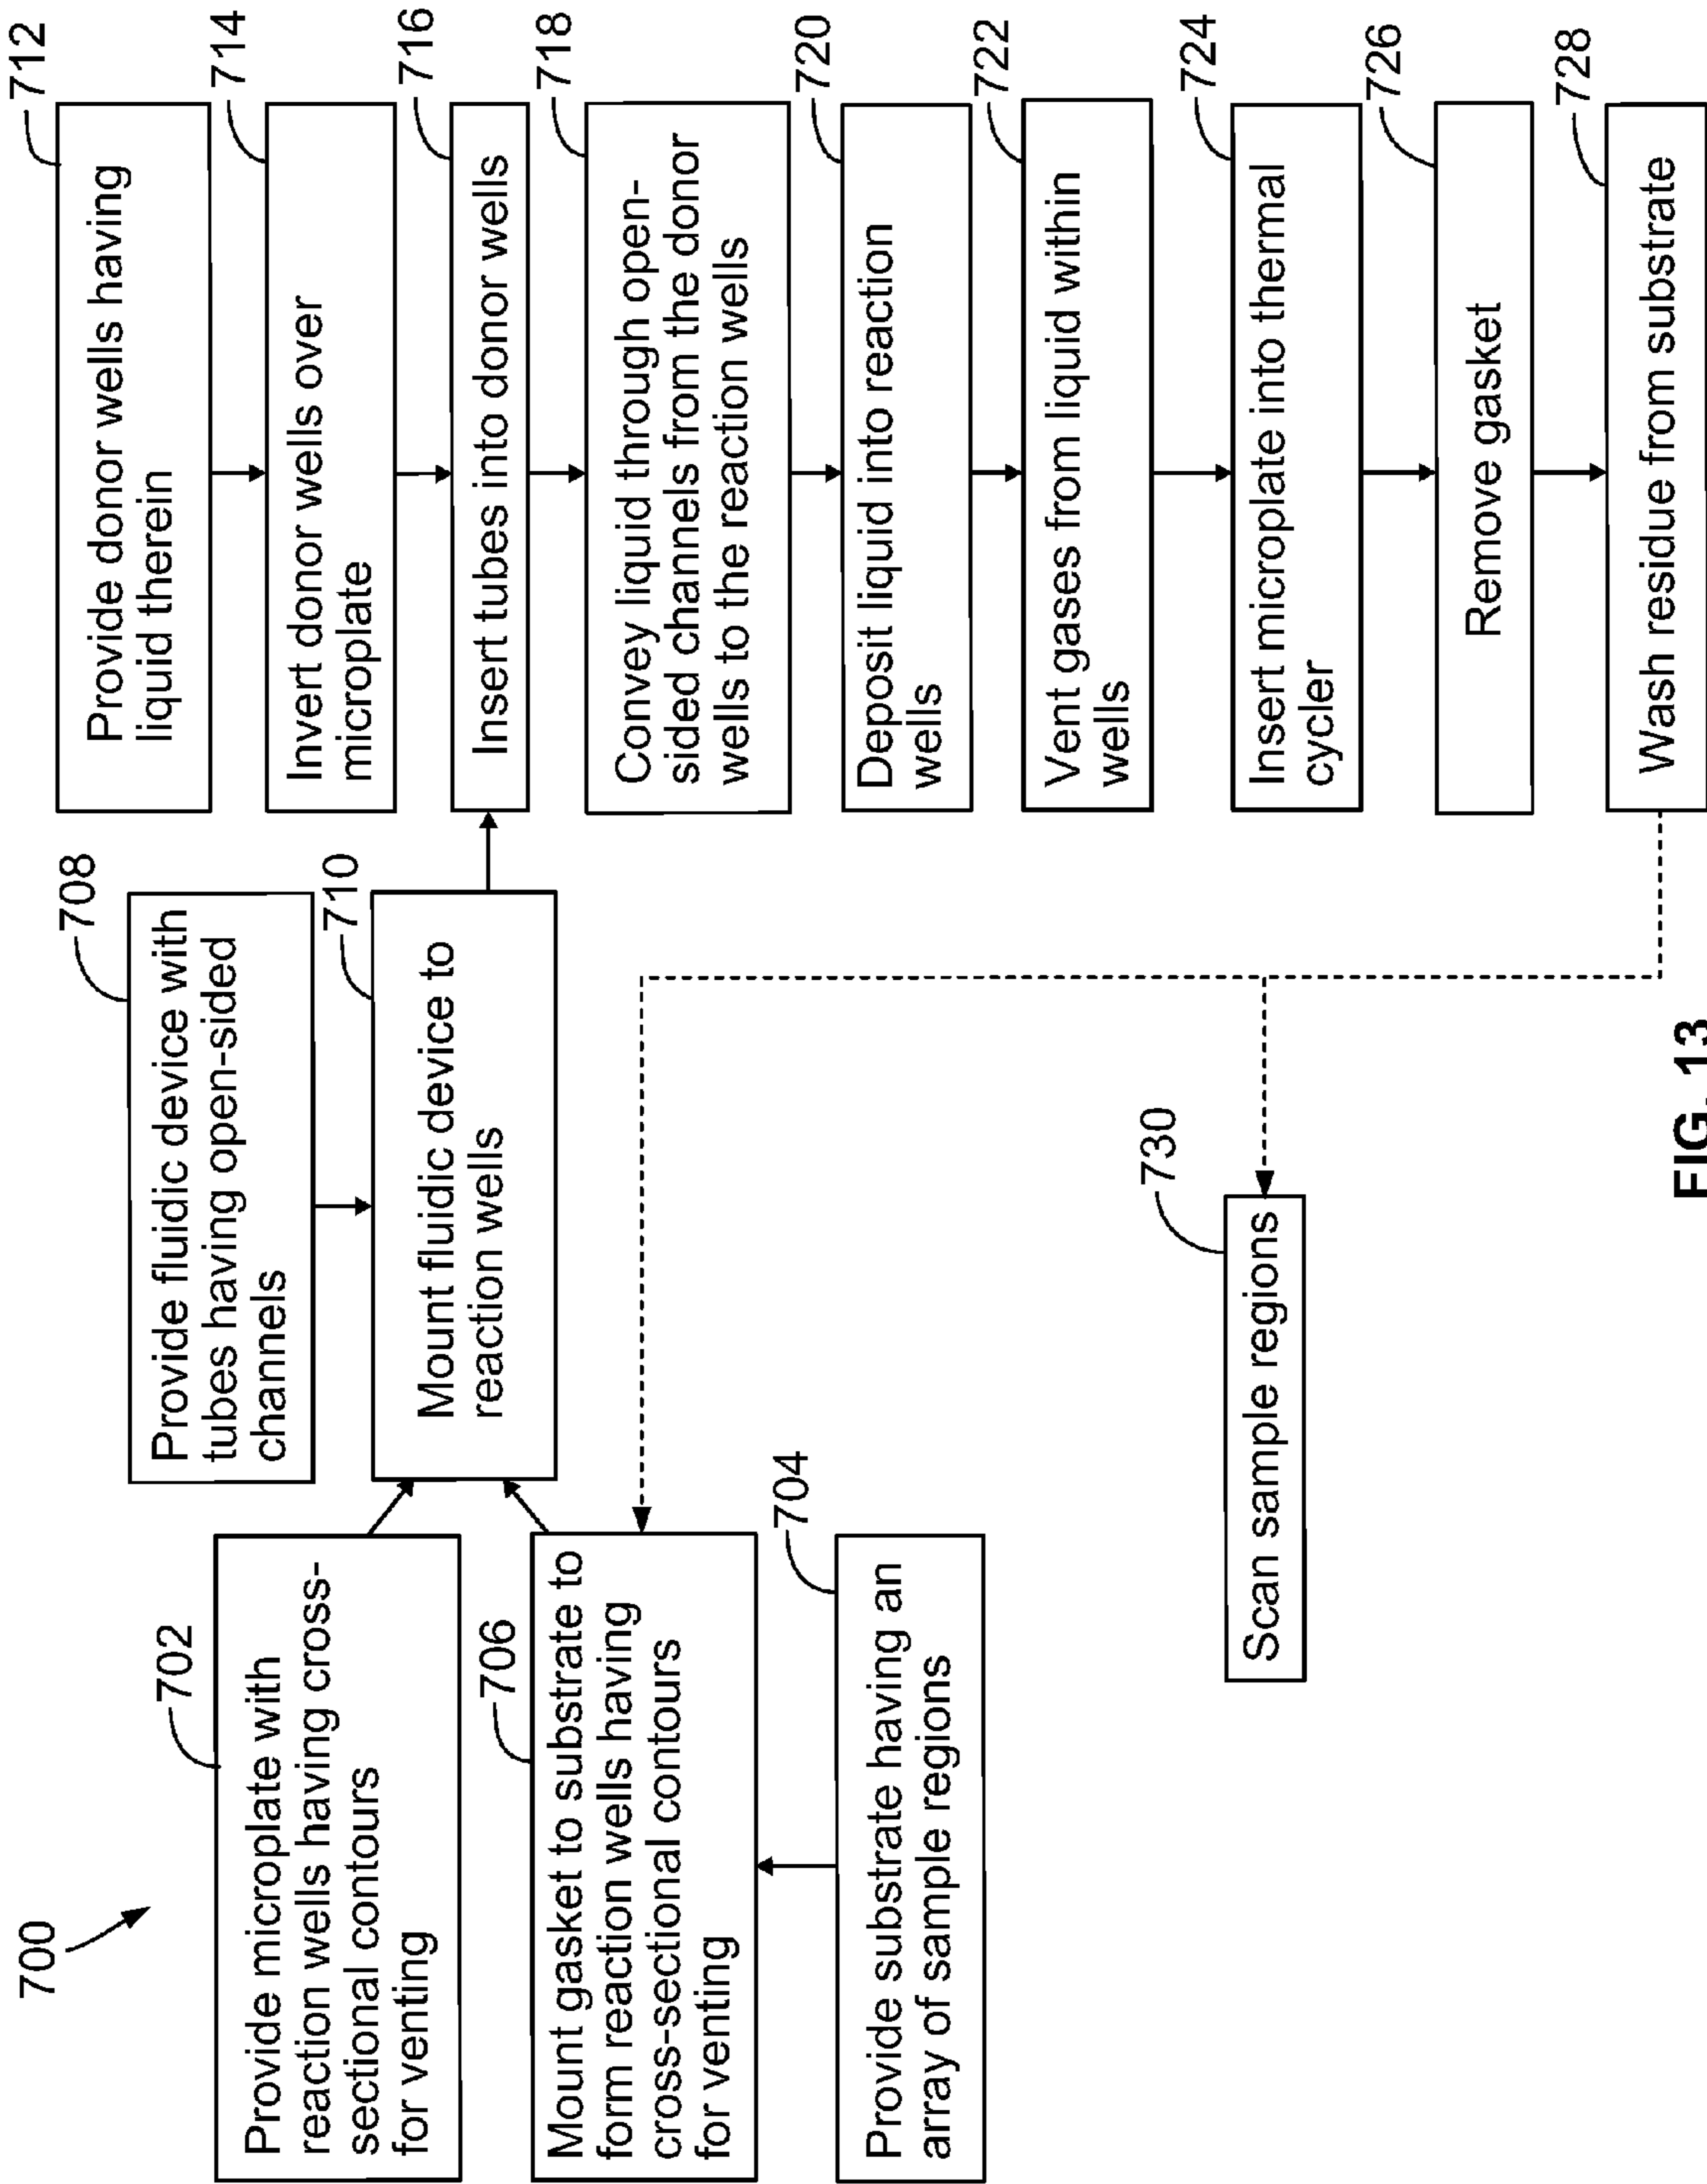 700
702
Provide microplate with
reaction wells having cross-
sectional contours
for venting
706
Mount gasket to substrate to
form reaction wells having
cross-sectional contours
for venting
704
Provide substrate having an
array of sample regions
708
Provide fluidic device with
tubes having open-sided
channels
710
Mount fluidic device to
reaction wells
730
Scan sample regions
712
Provide donor wells having
liquid therein
714
Invert donor wells over
microplate
716
Insert tubes into donor wells
718
Convey liquid through open-
sided channels from the donor
wells to the reaction wells
720
Deposit liquid into reaction
wells
722
Vent gases from liquid within
wells
724
Insert microplate into thermal
cycler
726
Remove gasket
728
Wash residue from substrate
FIG. 13